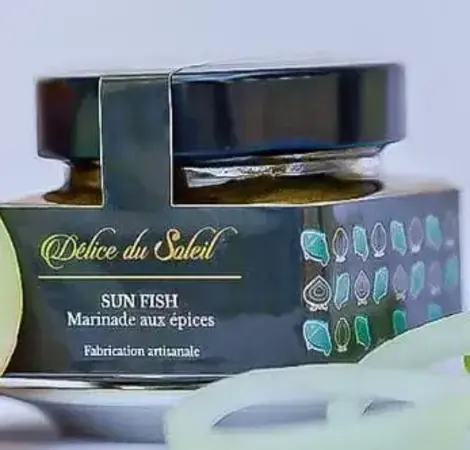 Délice du Soleil
SUN FISH
Marinade aux épices
Fabrication artisanale